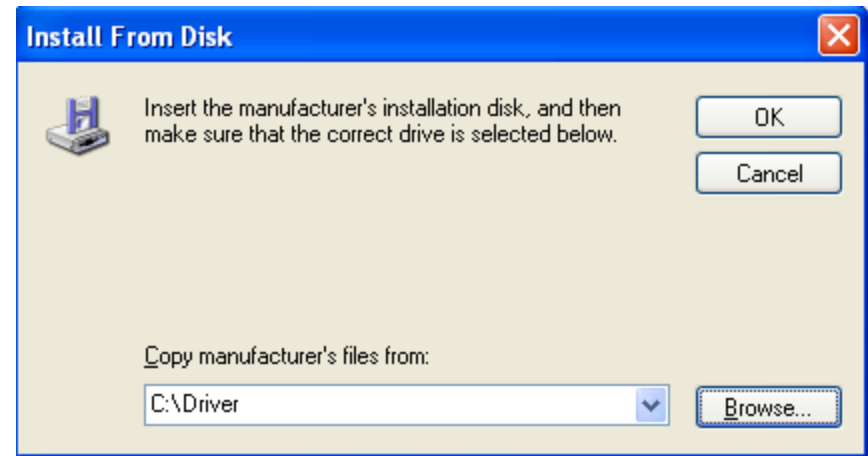 Install From Disk
Insert the manufacturer's installation disk, and then
make sure that the correct drive is selected below.
OK
Cancel
Copy manufacturer's files from:
C:\Driver
Browse...